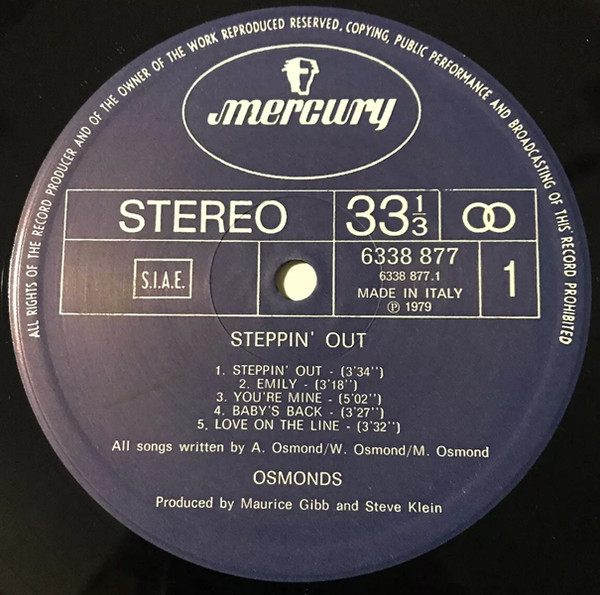 ALL RIGHTS OF THE RECORD PRODUCER AND OF THE OWNER OF THE WORK REPRODUCED RESERVED. COPYING, PUBLIC PERFORMANCE AND BROADCASTING OF THIS RECORD PROHIBITED
mercury
STEREO
33 1/3
S.I.A.E.
6338 877
6338 877.1
MADE IN ITALY
℗ 1979
1
STEPPIN' OUT
1. STEPPIN' OUT - (3'34'')
2. EMILY - (3'18'')
3. YOU'RE MINE - (5'02'')
4. BABY'S BACK - (3'27'')
5. LOVE ON THE LINE - (3'32'')
All songs written by A. Osmond/W. Osmond/M. Osmond
OSMONDS
Produced by Maurice Gibb and Steve Klein